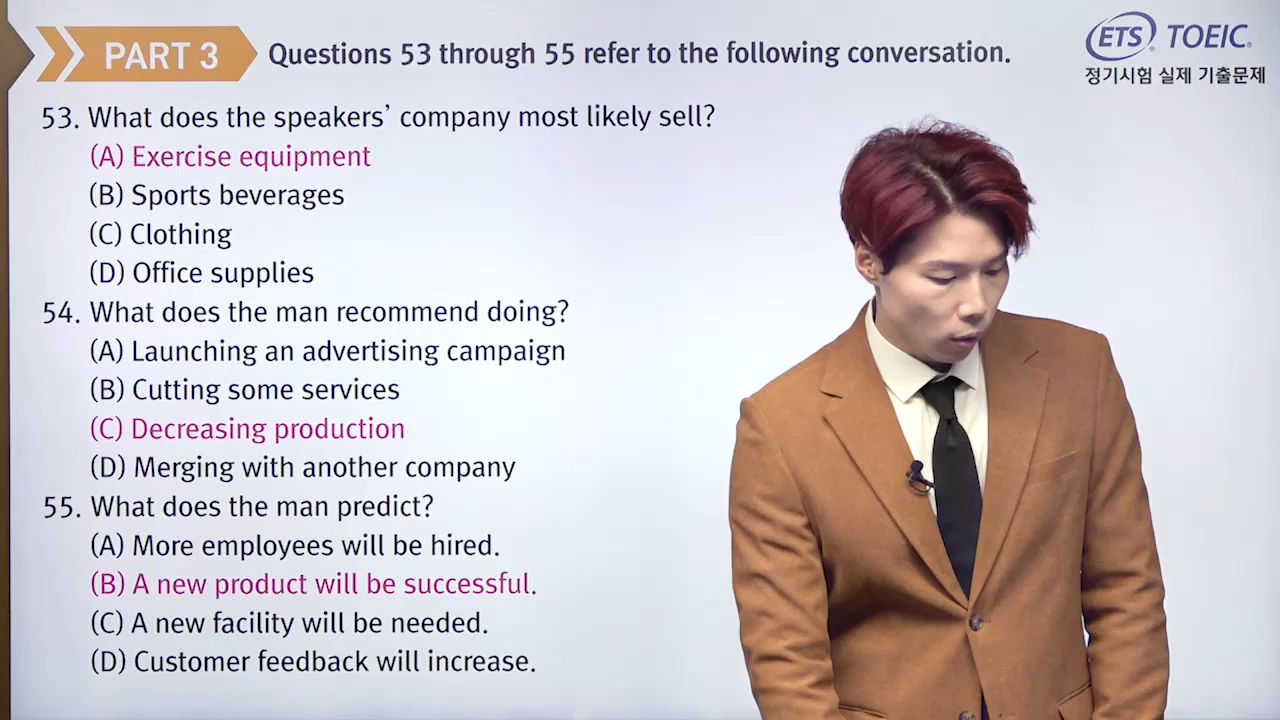 PART 3
Questions 53 through 55 refer to the following conversation.
ETS® TOEIC®
정기시험 실제 기출문제
53. What does the speakers’ company most likely sell?
(A) Exercise equipment
(B) Sports beverages
(C) Clothing
(D) Office supplies
54. What does the man recommend doing?
(A) Launching an advertising campaign
(B) Cutting some services
(C) Decreasing production
(D) Merging with another company
55. What does the man predict?
(A) More employees will be hired.
(B) A new product will be successful.
(C) A new facility will be needed.
(D) Customer feedback will increase.